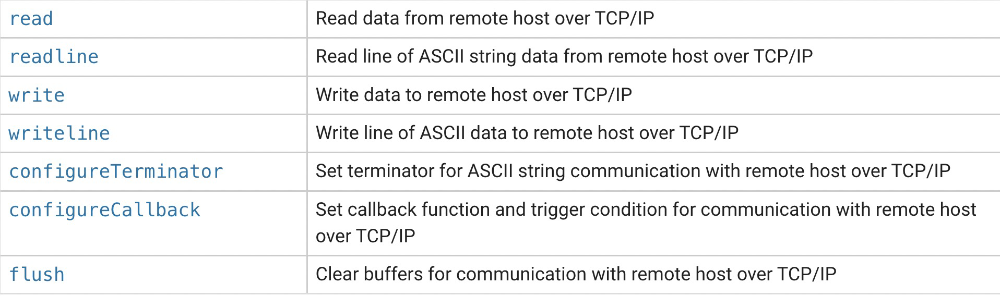 read
Read data from remote host over TCP/IP
readline
Read line of ASCII string data from remote host over TCP/IP
write
Write data to remote host over TCP/IP
writeline
Write line of ASCII data to remote host over TCP/IP
configureTerminator
Set terminator for ASCII string communication with remote host over TCP/IP
configureCallback
Set callback function and trigger condition for communication with remote host
over TCP/IP
flush
Clear buffers for communication with remote host over TCP/IP